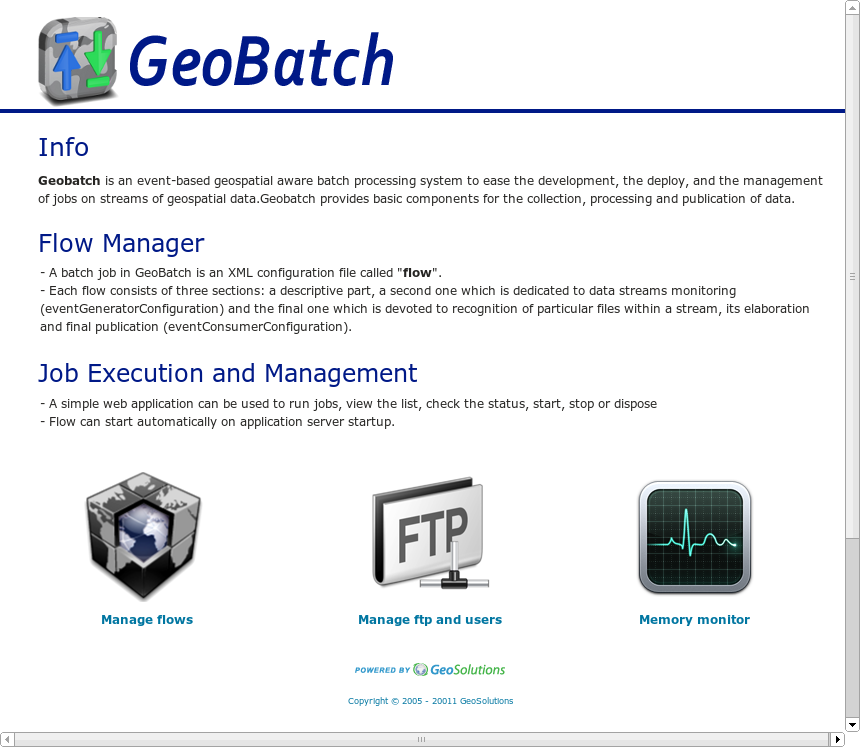 GeoBatch
Info
Geobatch is an event-based geospatial aware batch processing system to ease the development, the deploy, and the management
of jobs on streams of geospatial data.Geobatch provides basic components for the collection, processing and publication of data.
Flow Manager
- A batch job in GeoBatch is an XML configuration file called "flow".
- Each flow consists of three sections: a descriptive part, a second one which is dedicated to data streams monitoring
(eventGeneratorConfiguration) and the final one which is devoted to recognition of particular files within a stream, its elaboration
and final publication (eventConsumerConfiguration).
Job Execution and Management
- A simple web application can be used to run jobs, view the list, check the status, start, stop or dispose
- Flow can start automatically on application server startup.
FTP
Manage flows
Manage ftp and users
Memory monitor
POWERED BY GeoSolutions
Copyright © 2005 - 20011 GeoSolutions